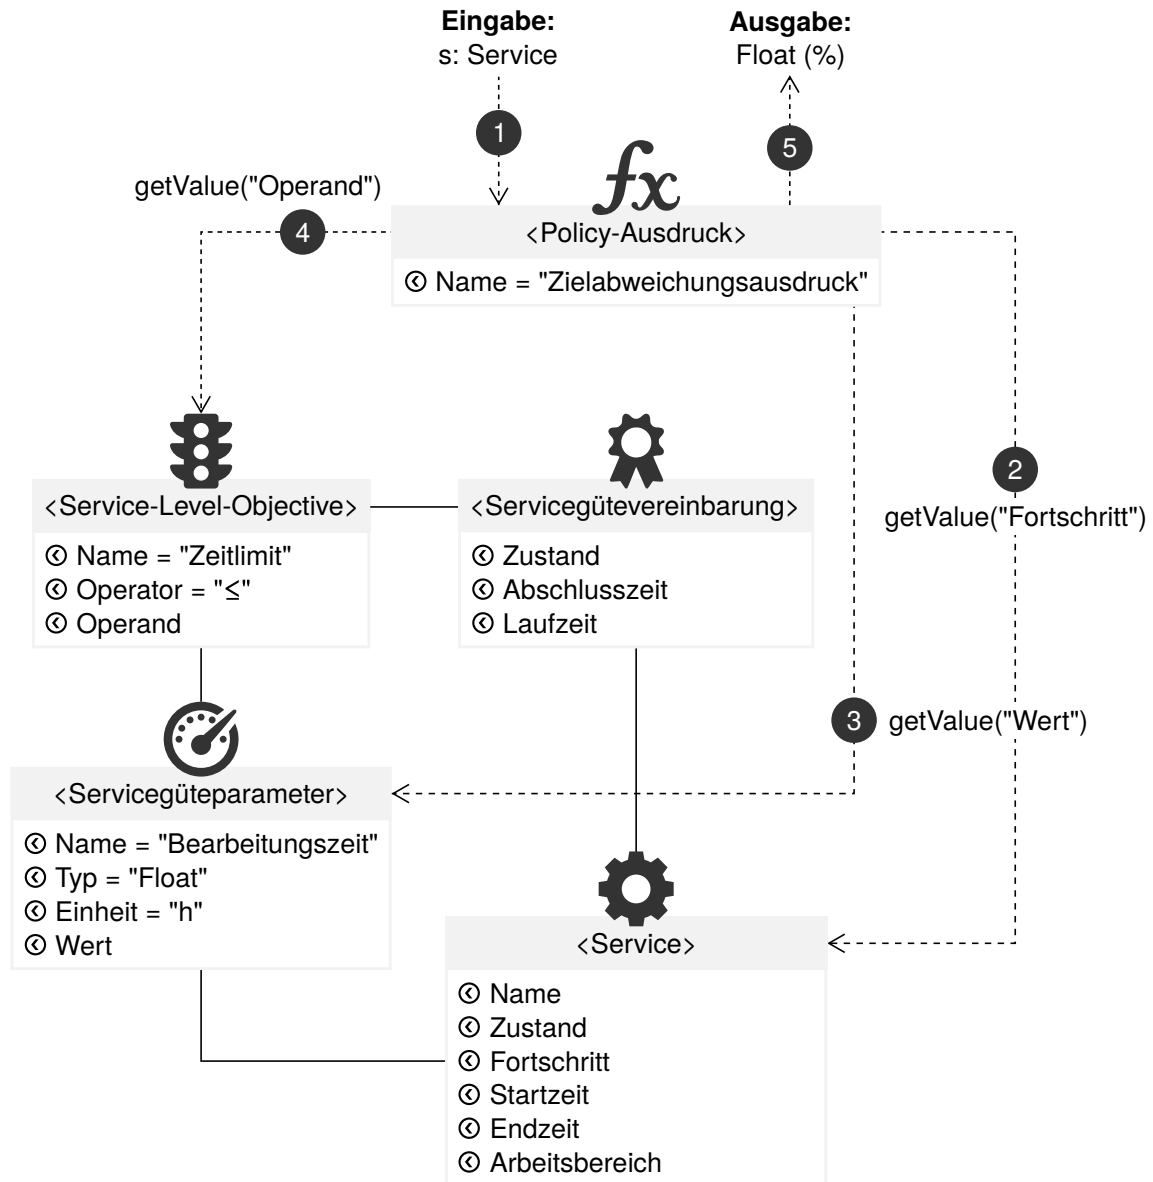 Eingabe:
s: Service
Ausgabe:
Float (%)
1
5
getValue("Operand")
4
fx
<Policy-Ausdruck>
Name = "Zielabweichungsausdruck"
2
getValue("Fortschritt")
<Service-Level-Objective>
Name = "Zeitlimit"
Operator = "≤"
Operand
<Servicegütevereinbarung>
Zustand
Abschlusszeit
Laufzeit
3
getValue("Wert")
<Servicegüteparameter>
Name = "Bearbeitungszeit"
Typ = "Float"
Einheit = "h"
Wert
<Service>
Name
Zustand
Fortschritt
Startzeit
Endzeit
Arbeitsbereich